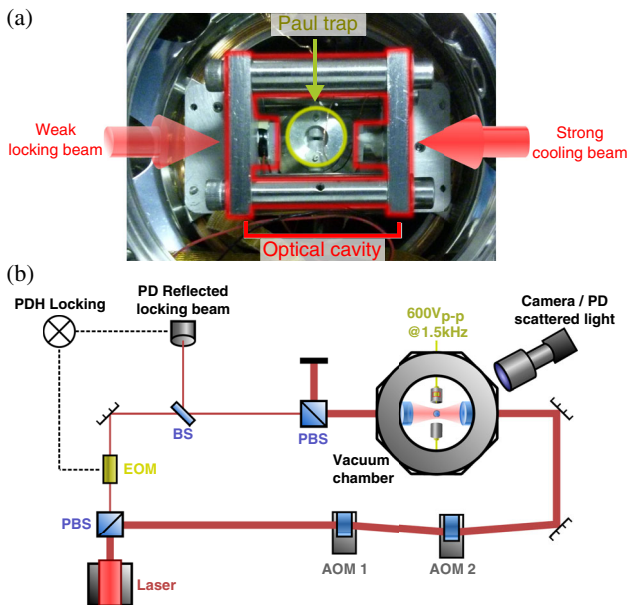 (a)
Paul trap
Weak
locking beam
Strong
cooling beam
Optical cavity
(b)
PDH Locking
PD Reflected
locking beam
600Vp-p
@1.5kHz
Camera / PD
scattered light
BS
PBS
Vacuum
chamber
EOM
PBS
AOM 1
AOM 2
Laser